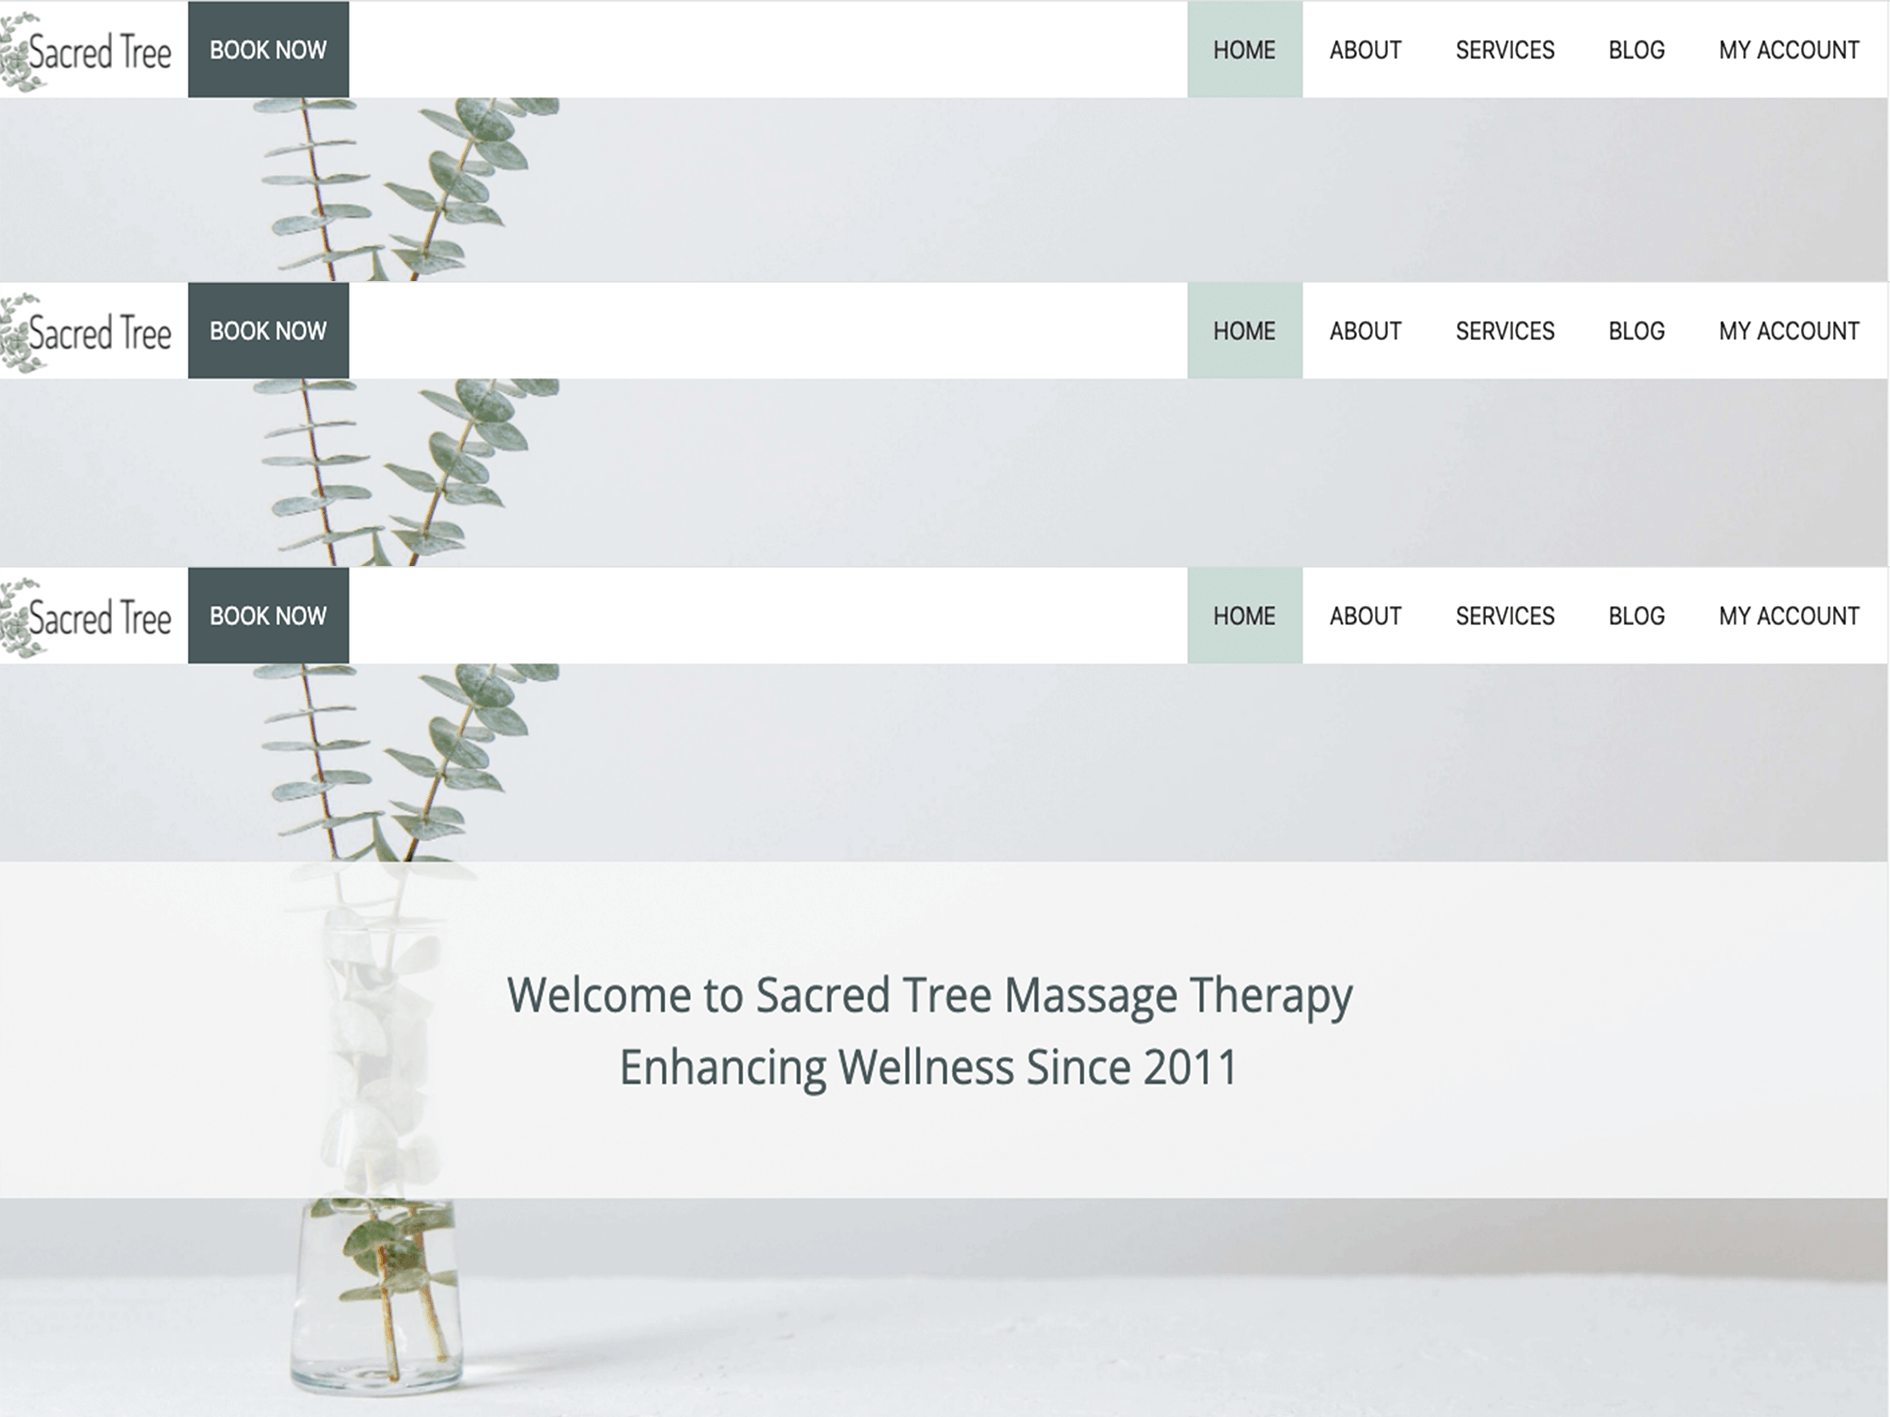 Sacred Tree BOOK NOW HOME ABOUT SERVICES BLOG MY ACCOUNT
Sacred Tree BOOK NOW HOME ABOUT SERVICES BLOG MY ACCOUNT
Sacred Tree BOOK NOW HOME ABOUT SERVICES BLOG MY ACCOUNT
Welcome to Sacred Tree Massage Therapy
Enhancing Wellness Since 2011